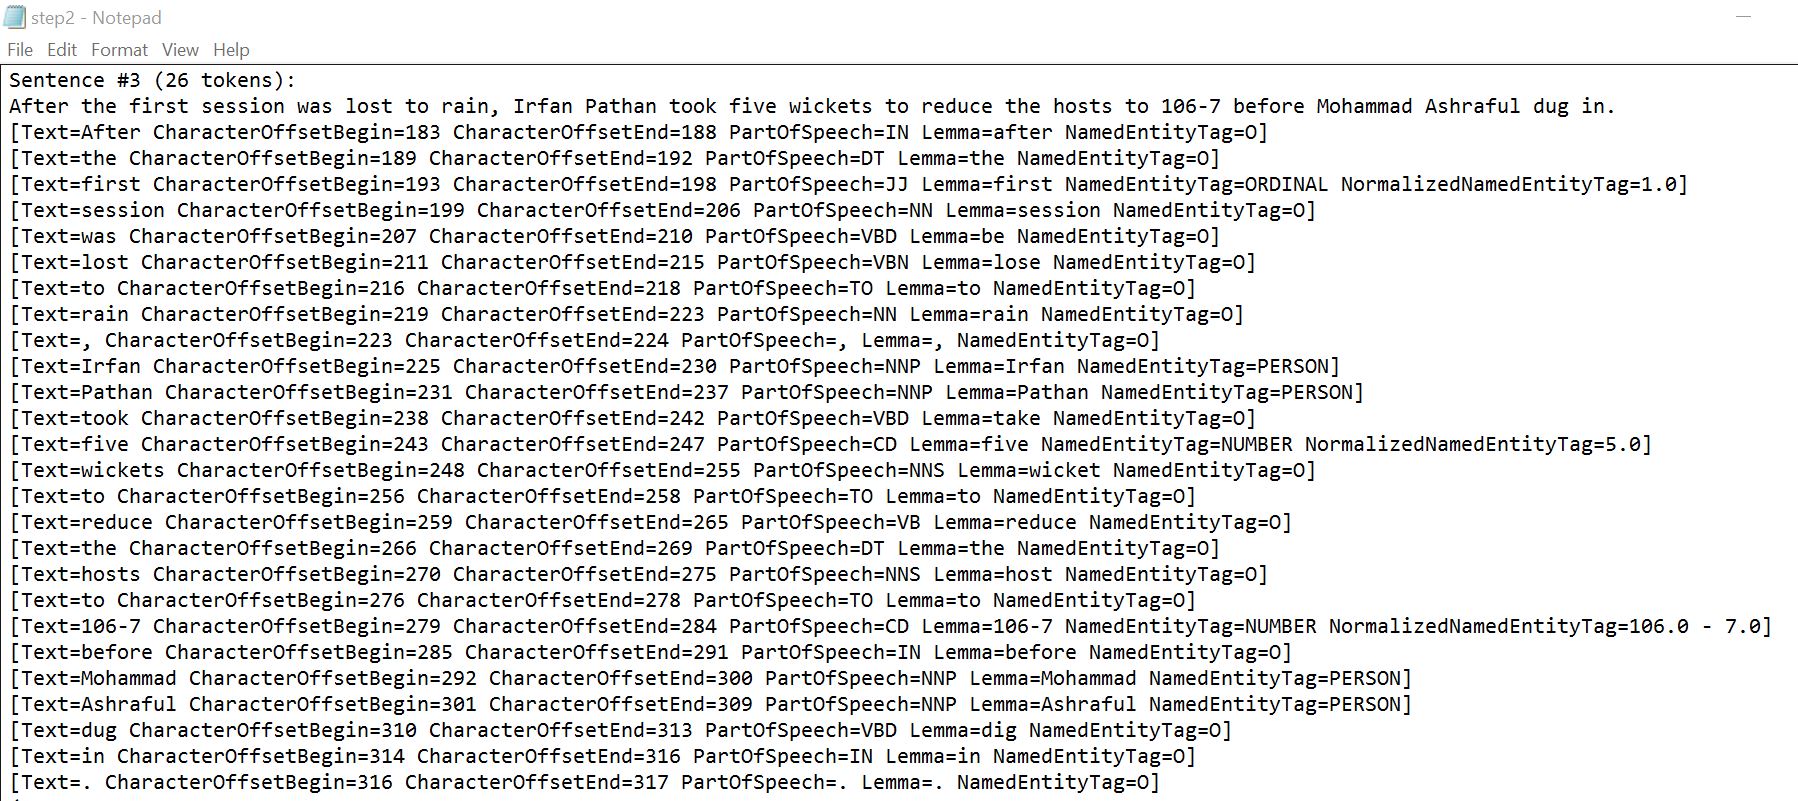 step2 - Notepad
File Edit Format View Help
Sentence #3 (26 tokens):
After the first session was lost to rain, Irfan Pathan took five wickets to reduce the hosts to 106-7 before Mohammad Ashraful dug in.
[Text=After CharacterOffsetBegin=183 CharacterOffsetEnd=188 PartOfSpeech=IN Lemma=after NamedEntityTag=O]
[Text=the CharacterOffsetBegin=189 CharacterOffsetEnd=192 PartOfSpeech=DT Lemma=the NamedEntityTag=O]
[Text=first CharacterOffsetBegin=193 CharacterOffsetEnd=198 PartOfSpeech=JJ Lemma=first NamedEntityTag=ORDINAL NormalizedNamedEntityTag=1.0]
[Text=session CharacterOffsetBegin=199 CharacterOffsetEnd=206 PartOfSpeech=NN Lemma=session NamedEntityTag=O]
[Text=was CharacterOffsetBegin=207 CharacterOffsetEnd=210 PartOfSpeech=VBD Lemma=be NamedEntityTag=O]
[Text=lost CharacterOffsetBegin=211 CharacterOffsetEnd=215 PartOfSpeech=VBN Lemma=lose NamedEntityTag=O]
[Text=to CharacterOffsetBegin=216 CharacterOffsetEnd=218 PartOfSpeech=TO Lemma=to NamedEntityTag=O]
[Text=rain CharacterOffsetBegin=219 CharacterOffsetEnd=223 PartOfSpeech=NN Lemma=rain NamedEntityTag=O]
[Text=, CharacterOffsetBegin=223 CharacterOffsetEnd=224 PartOfSpeech=, Lemma=, NamedEntityTag=O]
[Text=Irfan CharacterOffsetBegin=225 CharacterOffsetEnd=230 PartOfSpeech=NNP Lemma=Irfan NamedEntityTag=PERSON]
[Text=Pathan CharacterOffsetBegin=231 CharacterOffsetEnd=237 PartOfSpeech=NNP Lemma=Pathan NamedEntityTag=PERSON]
[Text=took CharacterOffsetBegin=238 CharacterOffsetEnd=242 PartOfSpeech=VBD Lemma=take NamedEntityTag=O]
[Text=five CharacterOffsetBegin=243 CharacterOffsetEnd=247 PartOfSpeech=CD Lemma=five NamedEntityTag=NUMBER NormalizedNamedEntityTag=5.0]
[Text=wickets CharacterOffsetBegin=248 CharacterOffsetEnd=255 PartOfSpeech=NNS Lemma=wicket NamedEntityTag=O]
[Text=to CharacterOffsetBegin=256 CharacterOffsetEnd=258 PartOfSpeech=TO Lemma=to NamedEntityTag=O]
[Text=reduce CharacterOffsetBegin=259 CharacterOffsetEnd=265 PartOfSpeech=VB Lemma=reduce NamedEntityTag=O]
[Text=the CharacterOffsetBegin=266 CharacterOffsetEnd=269 PartOfSpeech=DT Lemma=the NamedEntityTag=O]
[Text=hosts CharacterOffsetBegin=270 CharacterOffsetEnd=275 PartOfSpeech=NNS Lemma=host NamedEntityTag=O]
[Text=to CharacterOffsetBegin=276 CharacterOffsetEnd=278 PartOfSpeech=TO Lemma=to NamedEntityTag=O]
[Text=106-7 CharacterOffsetBegin=279 CharacterOffsetEnd=284 PartOfSpeech=CD Lemma=106-7 NamedEntityTag=NUMBER NormalizedNamedEntityTag=106.0 - 7.0]
[Text=before CharacterOffsetBegin=285 CharacterOffsetEnd=291 PartOfSpeech=IN Lemma=before NamedEntityTag=O]
[Text=Mohammad CharacterOffsetBegin=292 CharacterOffsetEnd=300 PartOfSpeech=NNP Lemma=Mohammad NamedEntityTag=PERSON]
[Text=Ashraful CharacterOffsetBegin=301 CharacterOffsetEnd=309 PartOfSpeech=NNP Lemma=Ashraful NamedEntityTag=PERSON]
[Text=dug CharacterOffsetBegin=310 CharacterOffsetEnd=313 PartOfSpeech=VBD Lemma=dig NamedEntityTag=O]
[Text=in CharacterOffsetBegin=314 CharacterOffsetEnd=316 PartOfSpeech=IN Lemma=in NamedEntityTag=O]
[Text=. CharacterOffsetBegin=316 CharacterOffsetEnd=317 PartOfSpeech=. Lemma=. NamedEntityTag=O]